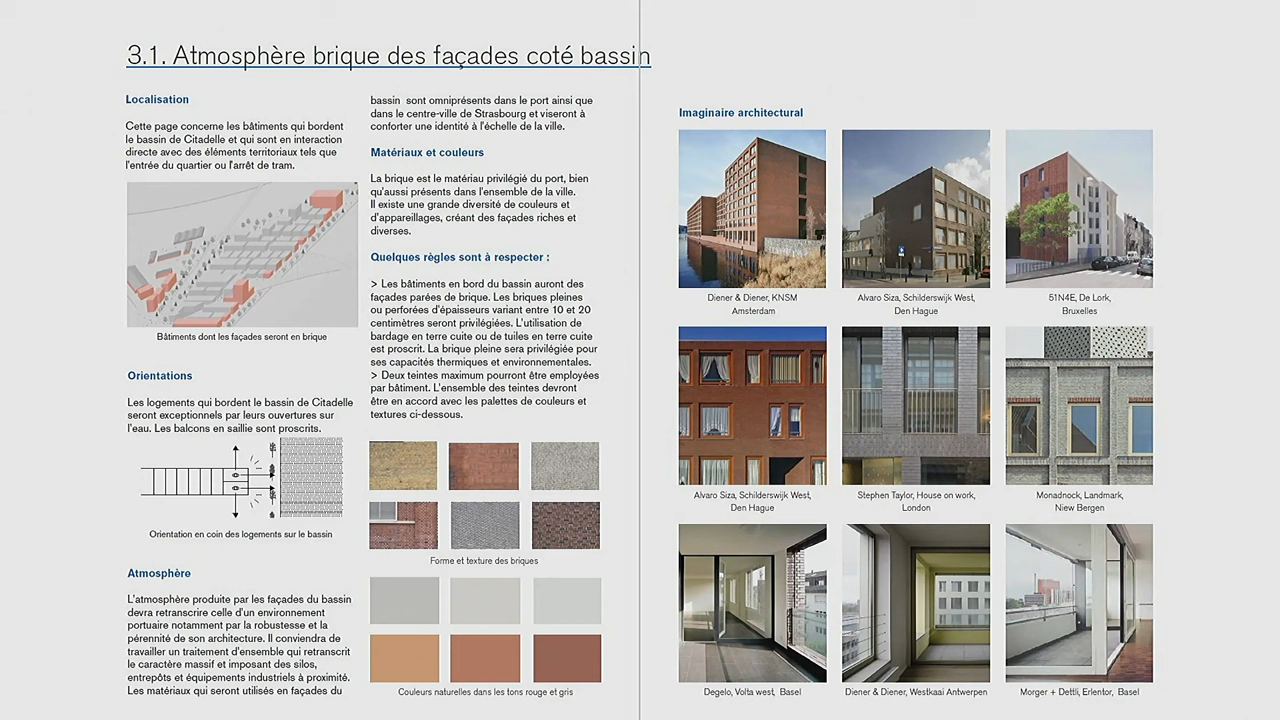 3.1. Atmosphère brique des façades coté bassin
Localisation
Cette page concerne les bâtiments qui bordent
le bassin de Citadelle et qui sont en interaction
directe avec des éléments territoriaux tels que
l'entrée du quartier ou l'arrêt de tram.
Bâtiments dont les façades seront en brique
Orientations
Les logements qui bordent le bassin de Citadelle
seront exceptionnels par leurs ouvertures sur
l'eau. Les balcons en saillie sont proscrits.
Orientation en coin des logements sur le bassin
Atmosphère
L'atmosphère produite par les façades du bassin
devra retranscrire celle d'un environnement
portuaire notamment par la robustesse et la
pérennité de son architecture. Il conviendra de
travailler un traitement d'ensemble qui retranscrit
le caractère massif et imposant des silos,
entrepôts et équipements industriels à proximité.
Les matériaux qui seront utilisés en façades du
bassin sont omniprésents dans le port ainsi que
dans le centre-ville de Strasbourg et viseront à
conforter une identité à l'échelle de la ville.
Matériaux et couleurs
La brique est le matériau privilégié du port, bien
qu'aussi présents dans l'ensemble de la ville.
Il existe une grande diversité de couleurs et
d'appareillages, créant des façades riches et
diverses.
Quelques règles sont à respecter :
> Les bâtiments en bord du bassin auront des
façades parées de brique. Les briques pleines
ou perforées d'épaisseurs variant entre 10 et 20
centimètres seront privilégiées. L'utilisation de
bardage en terre cuite ou de tuiles en terre cuite
est proscrit. La brique pleine sera privilégiée pour
ses capacités thermiques et environnementales.
> Deux teintes maximum pourront être employées
par bâtiment. L'ensemble des teintes devront
être en accord avec les palettes de couleurs et
textures ci-dessous.
Forme et texture des briques
Couleurs naturelles dans les tons rouge et gris
Imaginaire architectural
Diener & Diener, KNSM
Amsterdam
Alvaro Siza, Schilderswijk West,
Den Hague
51N4E, De Lork,
Bruxelles
Alvaro Siza, Schilderswijk West,
Den Hague
Stephen Taylor, House on work,
London
Monadnock, Landmark,
Niew Bergen
Degelo, Volta west, Basel
Diener & Diener, Westkaai Antwerpen
Morger + Dettli, Erlentor, Basel